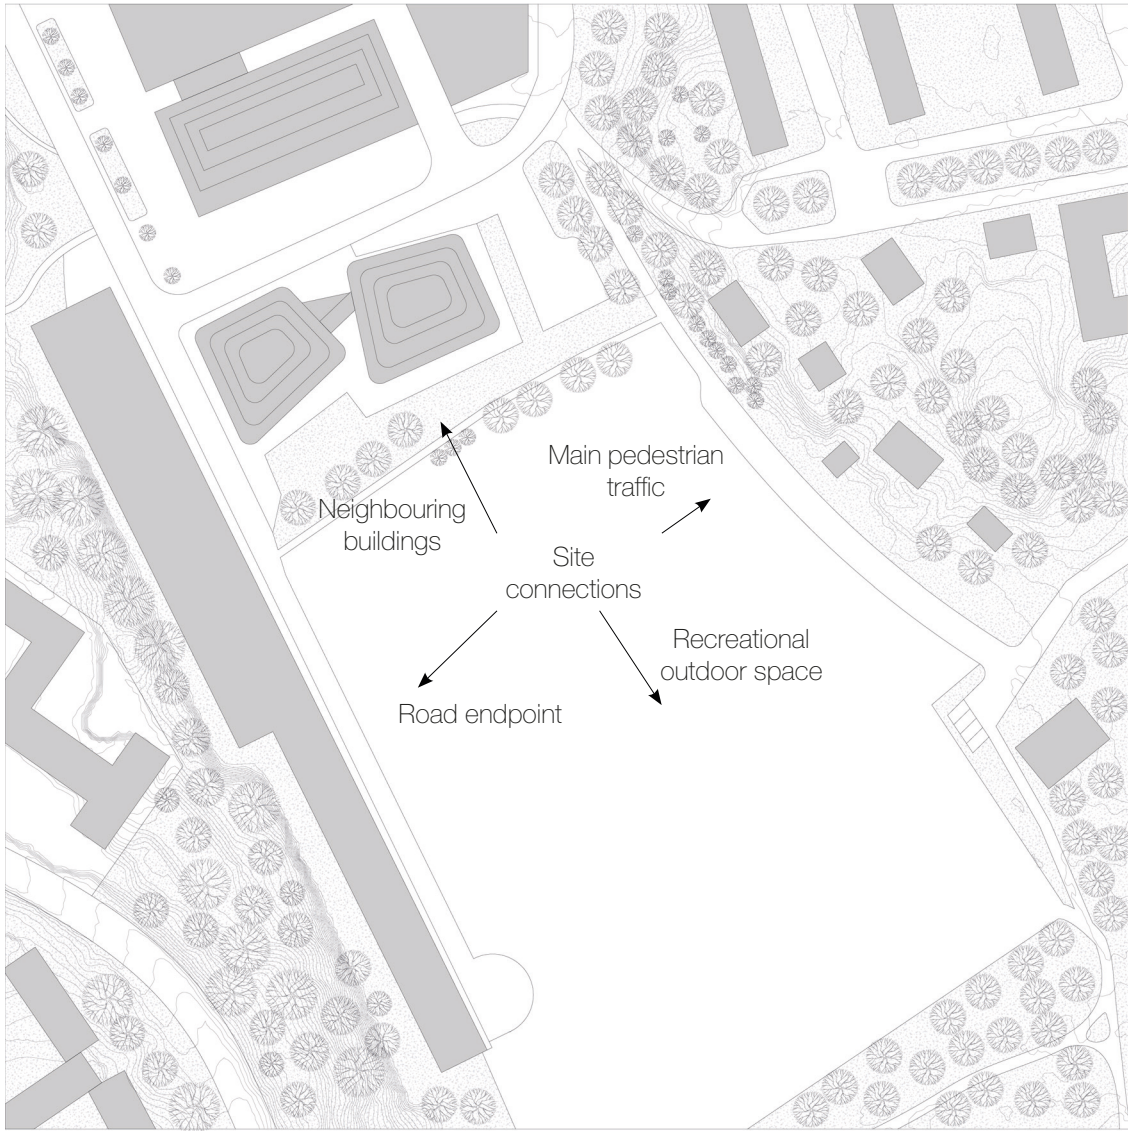 Main pedestrian
traffic
Neighbouring
buildings
Site
connections
Recreational
outdoor space
Road endpoint